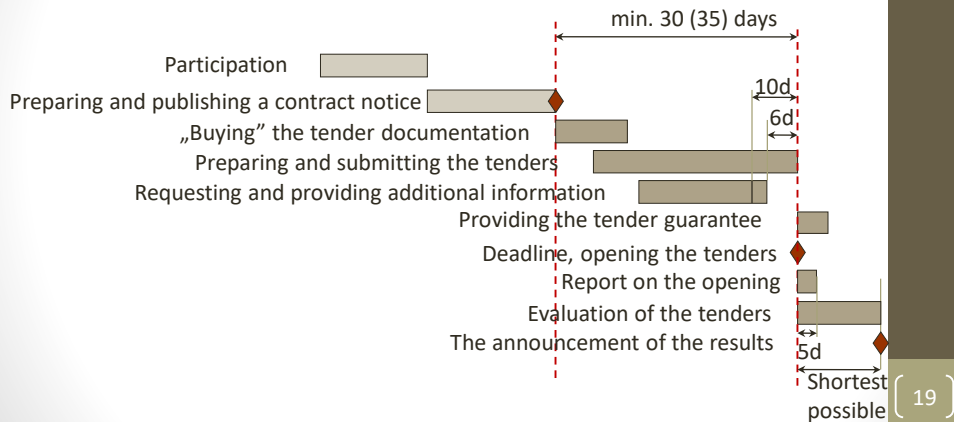 min. 30 (35) days
Participation
10d
Preparing and publishing a contract notice
6d
„Buying” the tender documentation
Preparing and submitting the tenders
Requesting and providing additional information
Providing the tender guarantee
Deadline, opening the tenders
Report on the opening
Evaluation of the tenders
The announcement of the results
5d
Shortest
possible
19